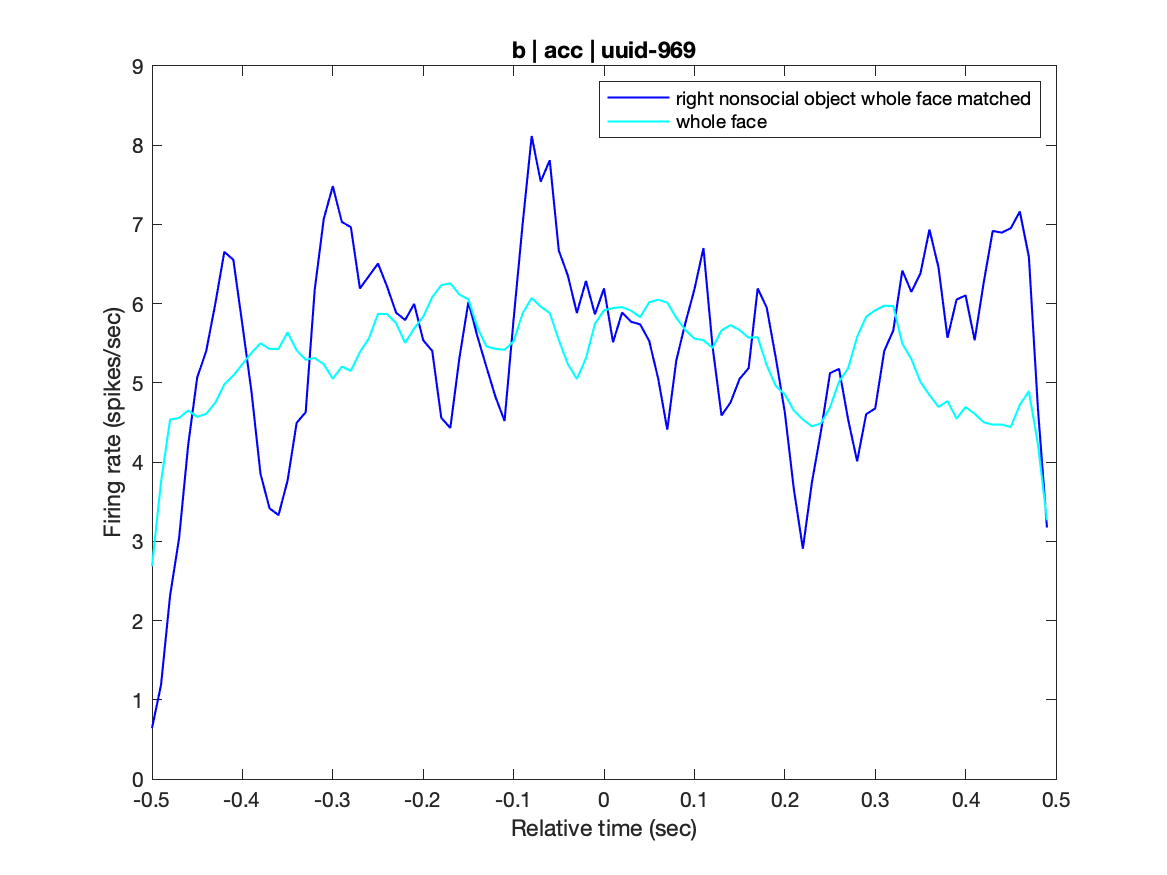 b | acc | uuid-969
right nonsocial object whole face matched
whole face
9
8
7
6
5
4
3
2
1
0
Firing rate (spikes/sec)
-0.5 -0.4 -0.3 -0.2 -0.1 0 0.1 0.2 0.3 0.4 0.5
Relative time (sec)